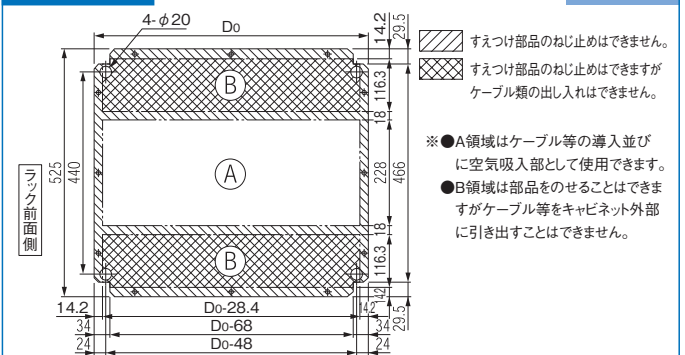 4-φ20
D0
14.2
29.5
B
116.3
18
A
525
440
228
466
ラック前面側
18
B
116.3
14.2
29.5
14.2
D0-28.4
14.2
34
D0-68
34
24
D0-48
24
すえつけ部品のねじ止めはできません。
すえつけ部品のねじ止めはできますが
ケーブル類の出し入れはできません。
※●A領域はケーブル等の導入並び
に空気吸入部として使用できます。
●B領域は部品をのせることはできま
すがケーブル等をキャビネット外部
に引き出すことはできません。